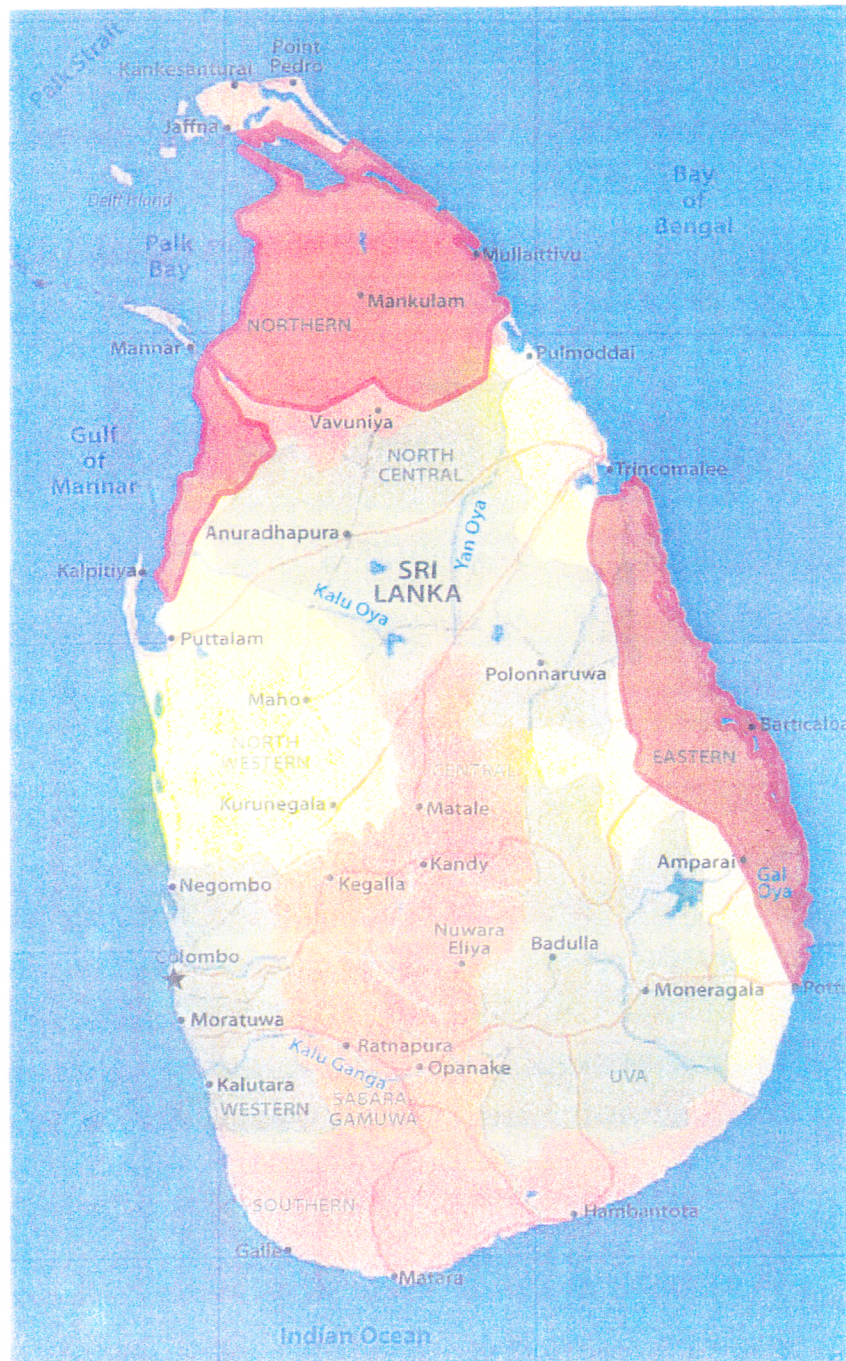 Palk Strait
Point
Pedro
Kankesanturai
Jaffna
Delft Island
Bay
of
Bengal
Palk
Bay
Mullaittivu
Mankulam
NORTHERN
Mannar
Pulmoddai
Vavuniya
Gulf
of
Mannar
NORTH
CENTRAL
Trincomalee
Anuradhapura
Yan Oya
Kalpitiya
SRI
LANKA
Kalu Oya
Puttalam
Polonnaruwa
Maho
Batticaloa
NORTH
WESTERN
EASTERN
CENTRAL
Kurunegala
Matale
Kandy
Amparai
Gal
Oya
Negombo
Kegalla
Nuwara
Eliya
Badulla
Colombo
Moneragala
Pottu
Moratuwa
Ratnapura
Kalu Ganga
Opanake
UVA
Kalutara
WESTERN
SABARA
GAMUWA
SOUTHERN
Hambantota
Galle
Matara
Indian Ocean